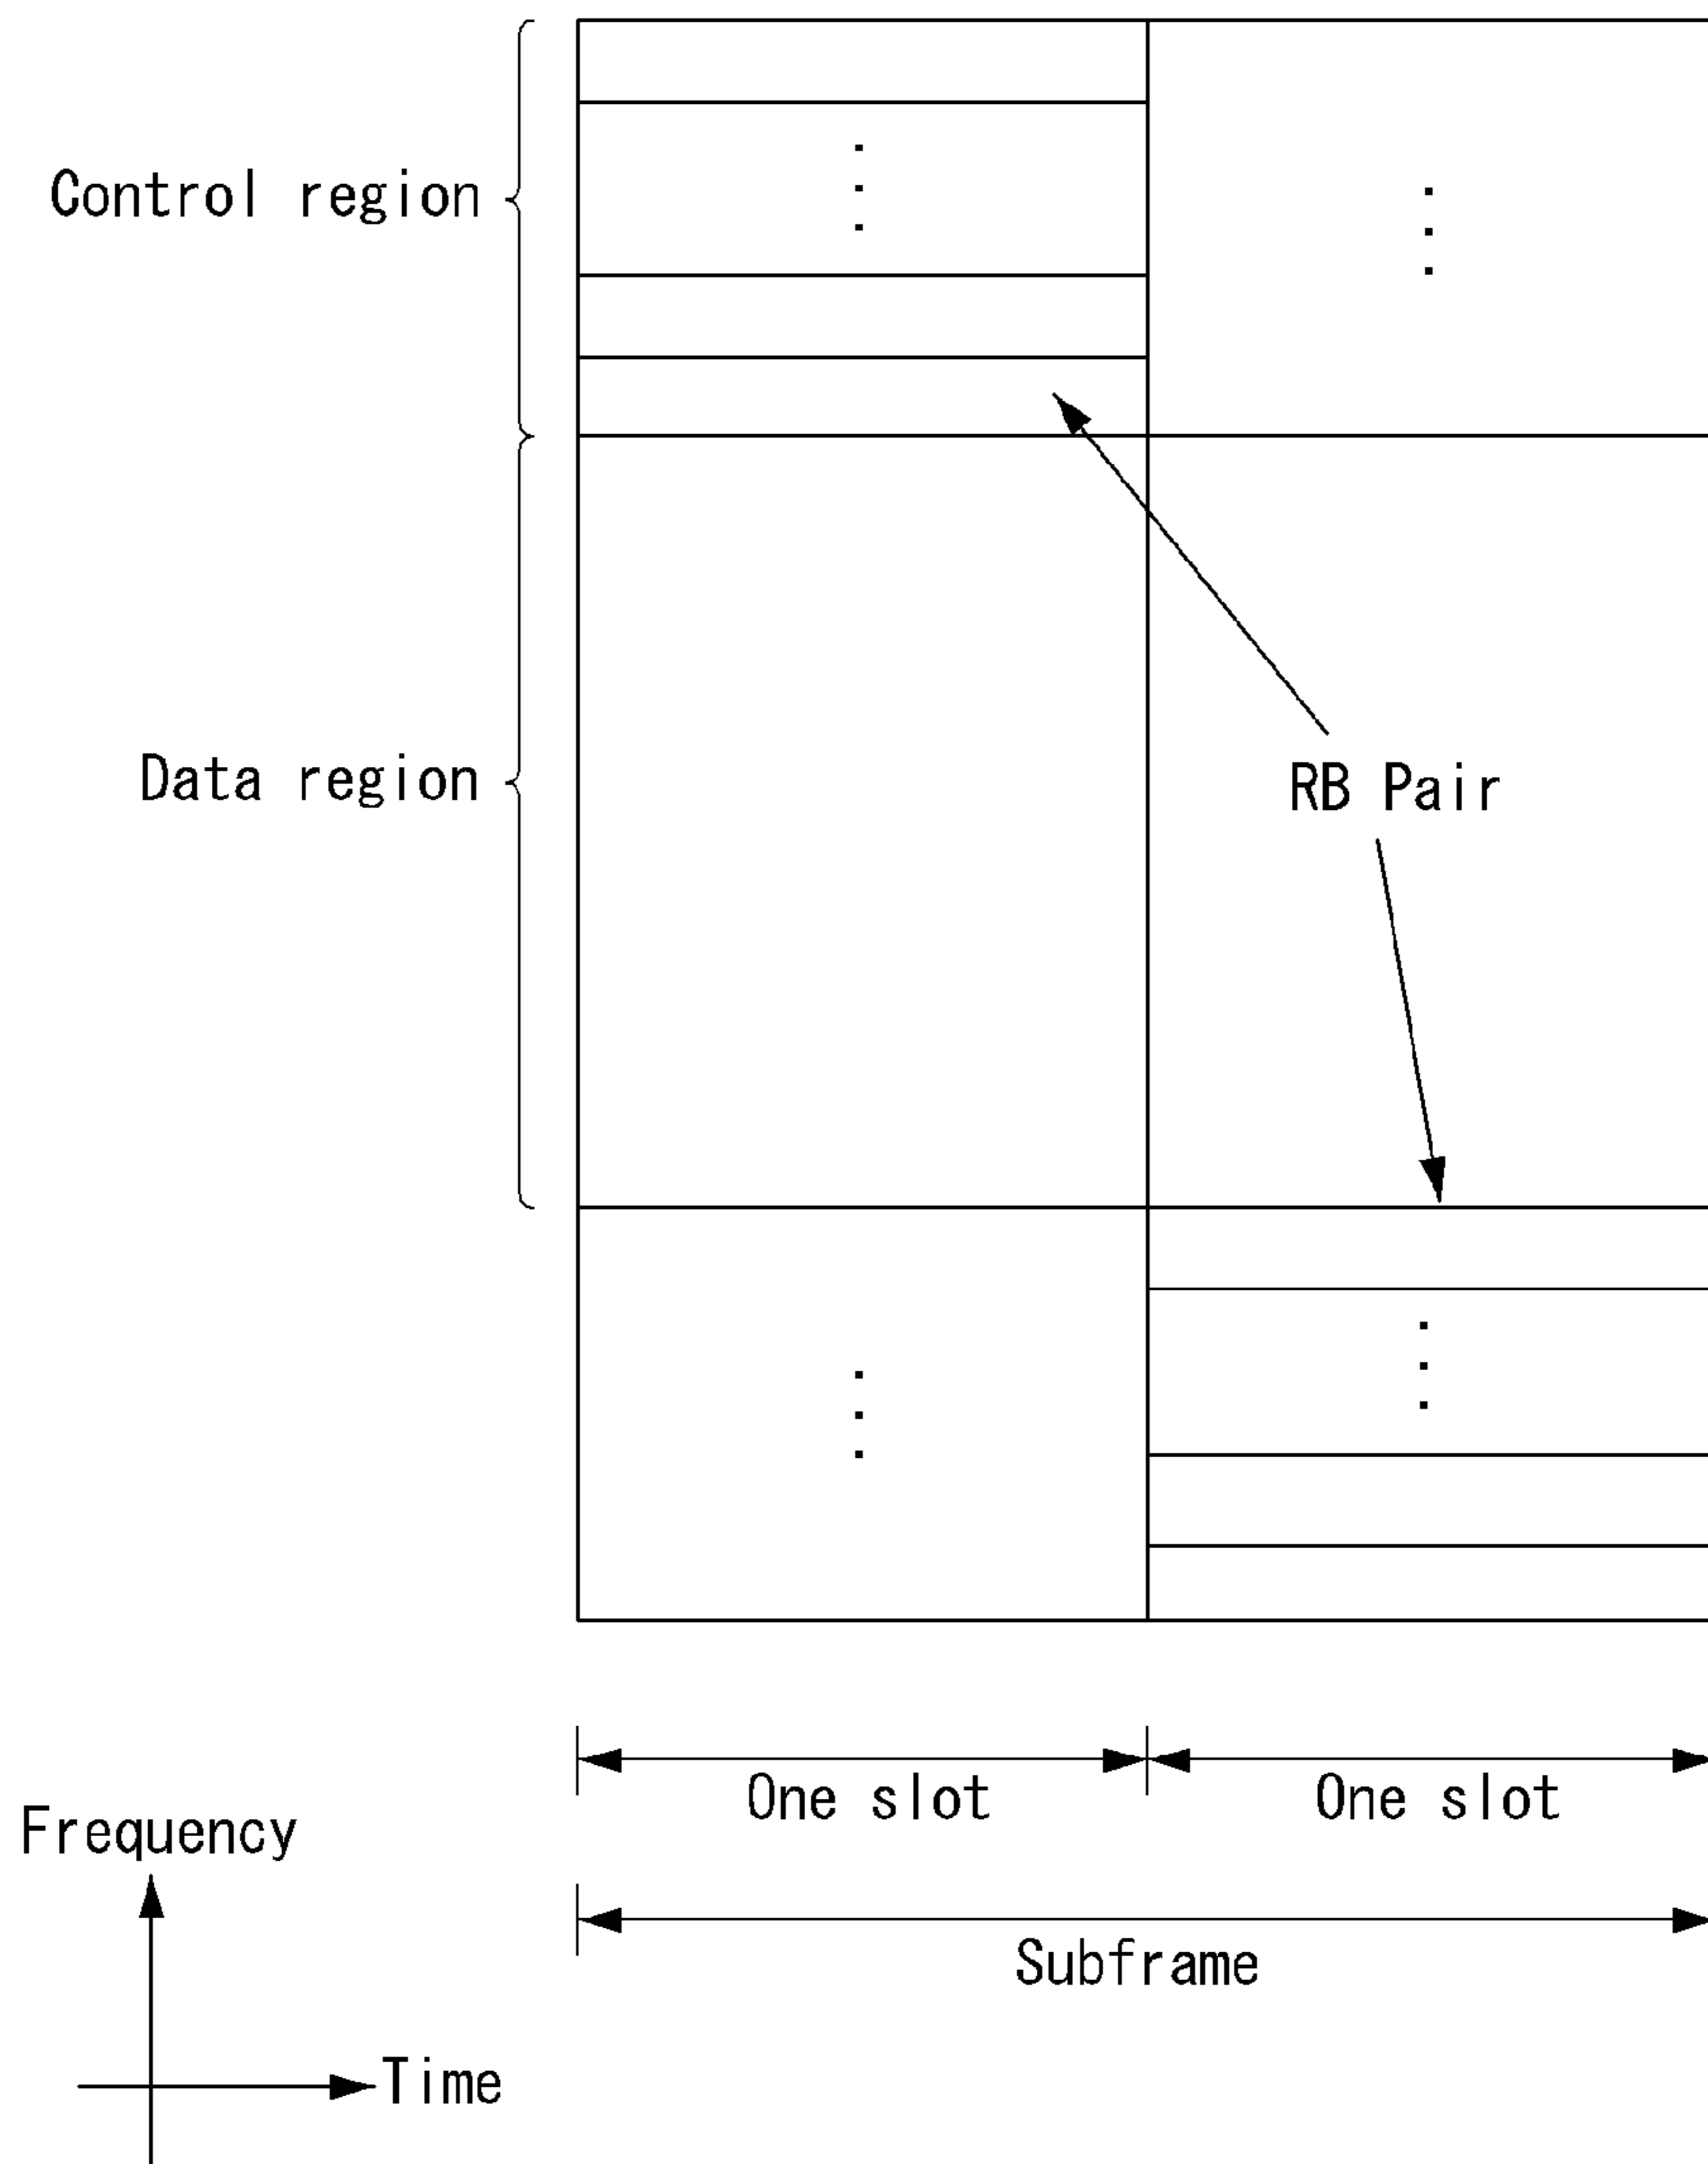 Control region
Data region
RB Pair
One slot
One slot
Frequency
Subframe
Time